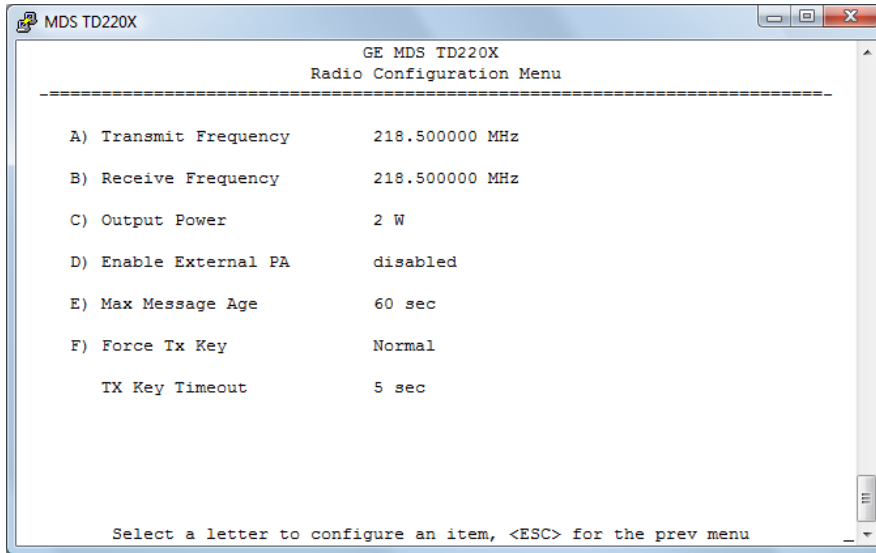 MDS TD220X
GE MDS TD220X
Radio Configuration Menu
-==========================================================================-
A) Transmit Frequency 218.500000 MHz
B) Receive Frequency 218.500000 MHz
C) Output Power 2 W
D) Enable External PA disabled
E) Max Message Age 60 sec
F) Force Tx Key Normal
TX Key Timeout 5 sec
Select a letter to configure an item, <ESC> for the prev menu _